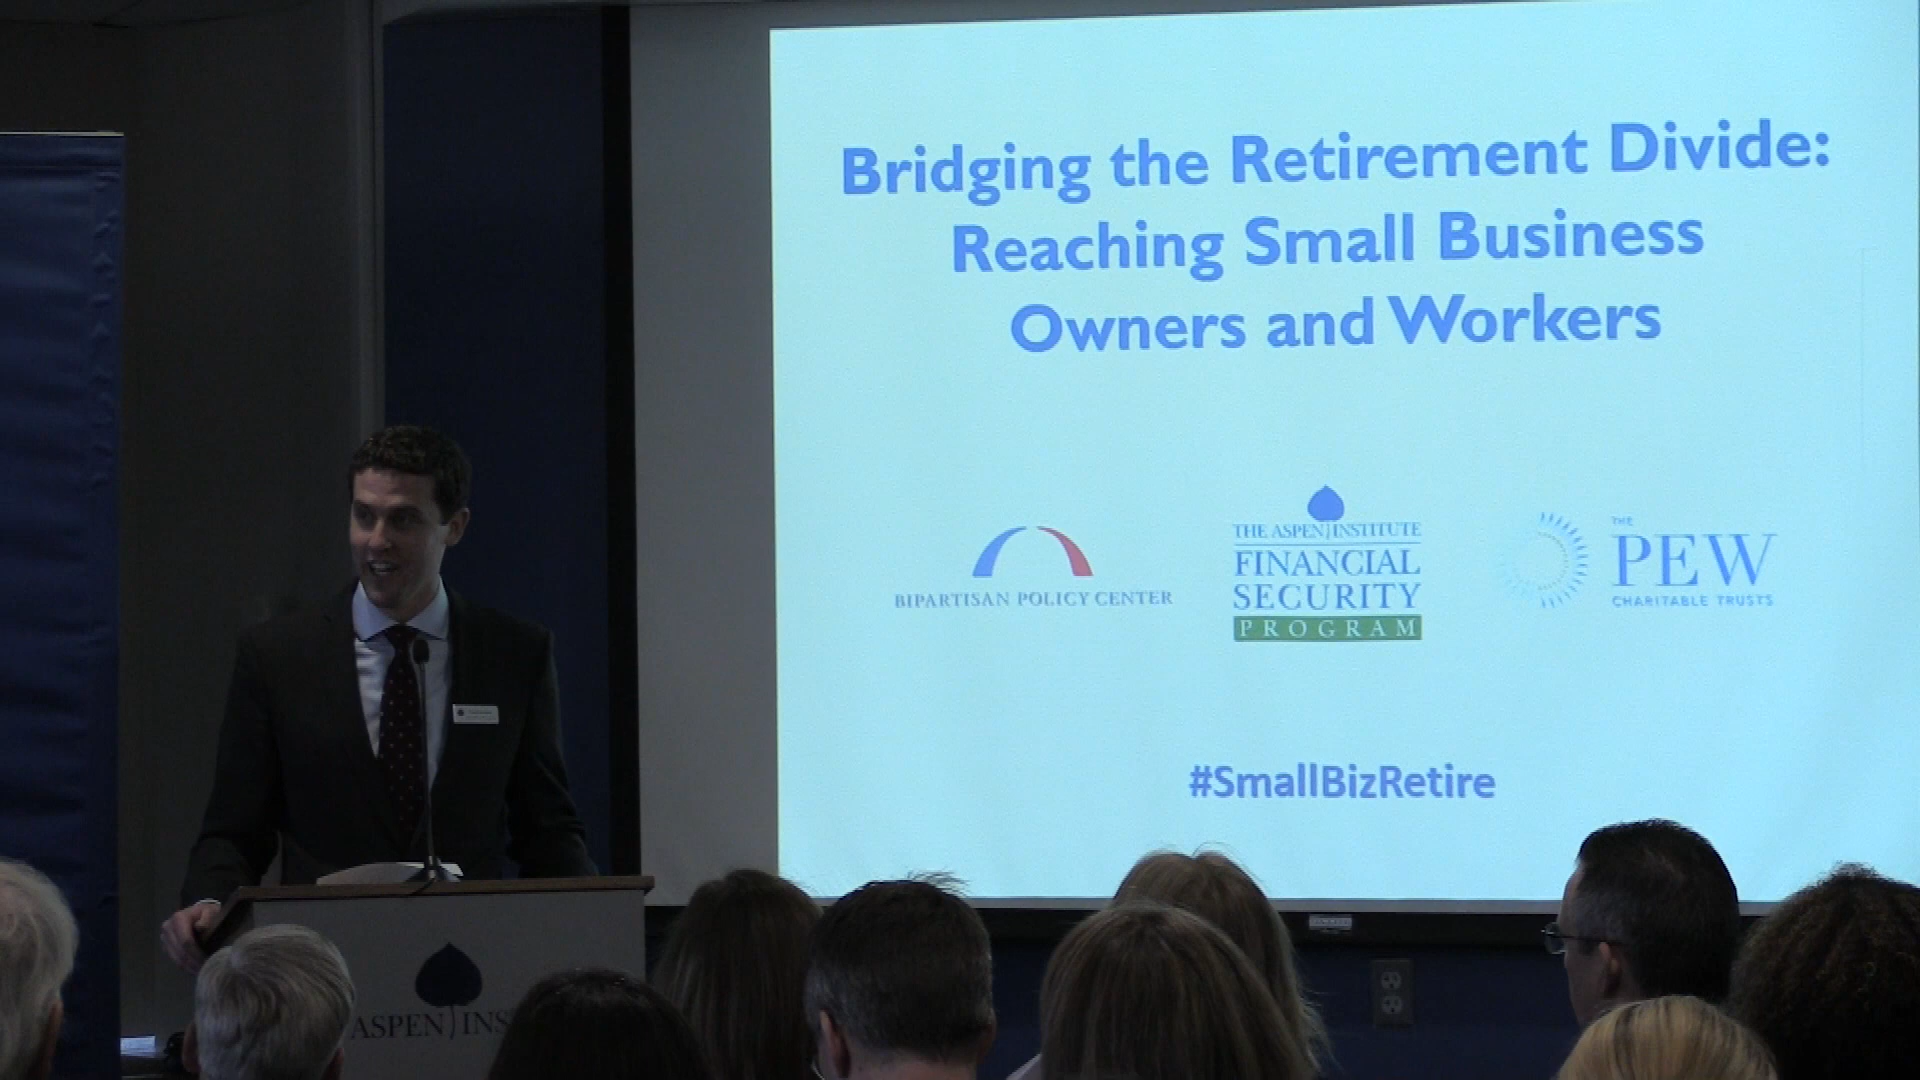 Bridging the Retirement Divide:
Reaching Small Business
Owners and Workers
BIPARTISAN POLICY CENTER
THE ASPEN INSTITUTE
FINANCIAL
SECURITY
PROGRAM
THE
PEW
CHARITABLE TRUSTS
#SmallBizRetire
ASPEN INS